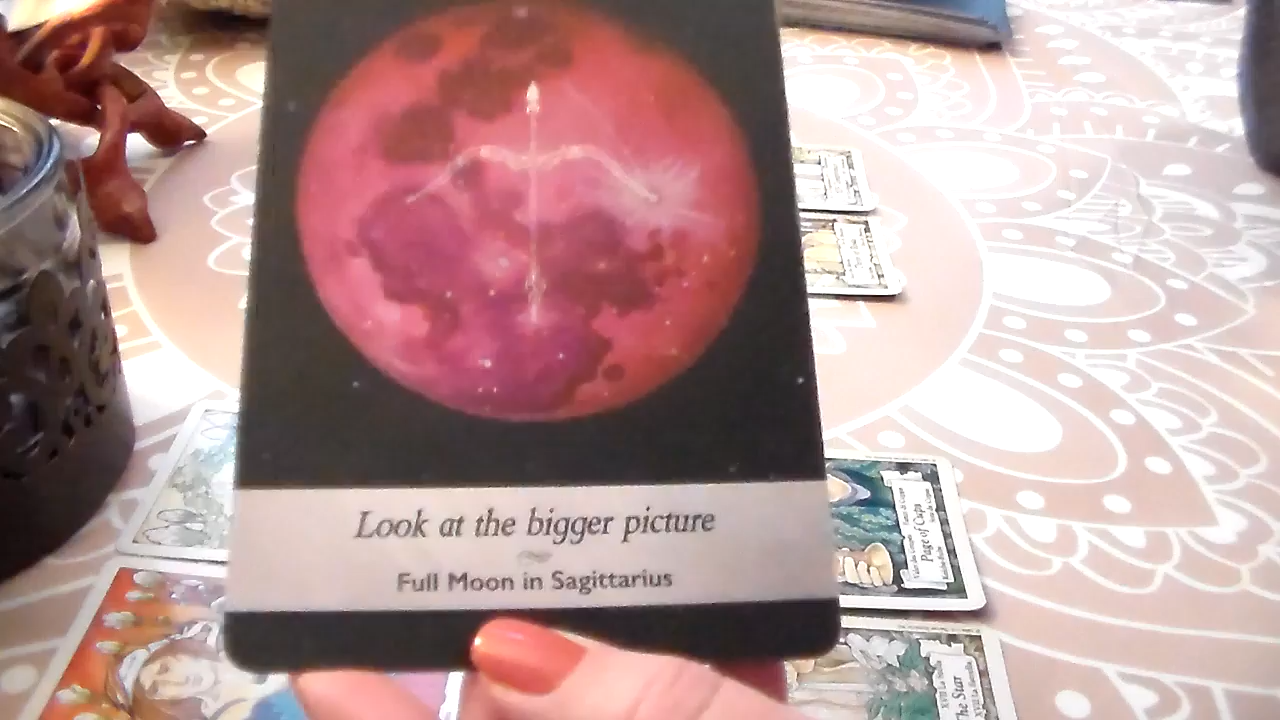 Look at the bigger picture
Full Moon in Sagittarius
Page of Cups
The Star